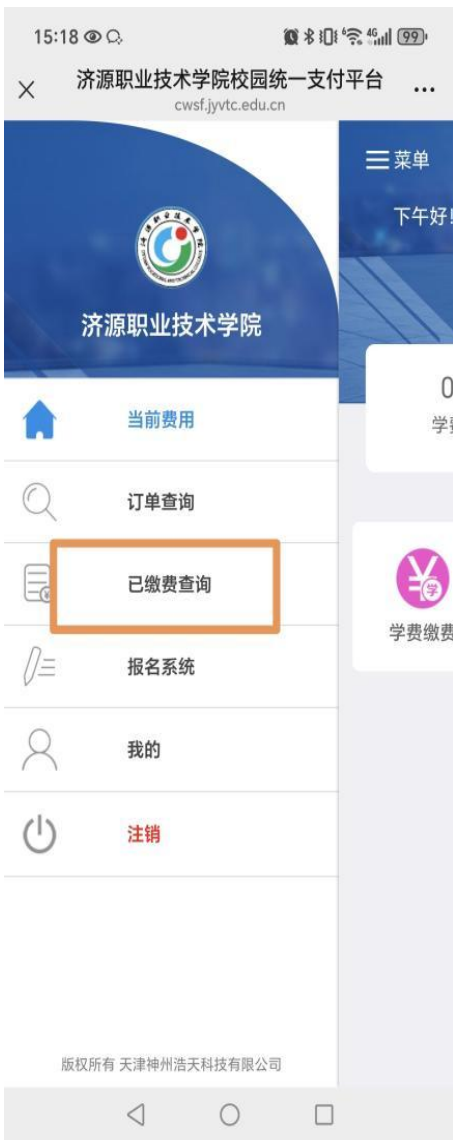 15:18
4G
99
济源职业技术学院校园统一支付平台
cwsf.jyvtc.edu.cn
菜单
下午好!
济源职业技术学院
0
当前费用
学费
订单查询
已缴费查询
学
学费缴费
报名系统
我的
注销
版权所有 天津神州浩天科技有限公司